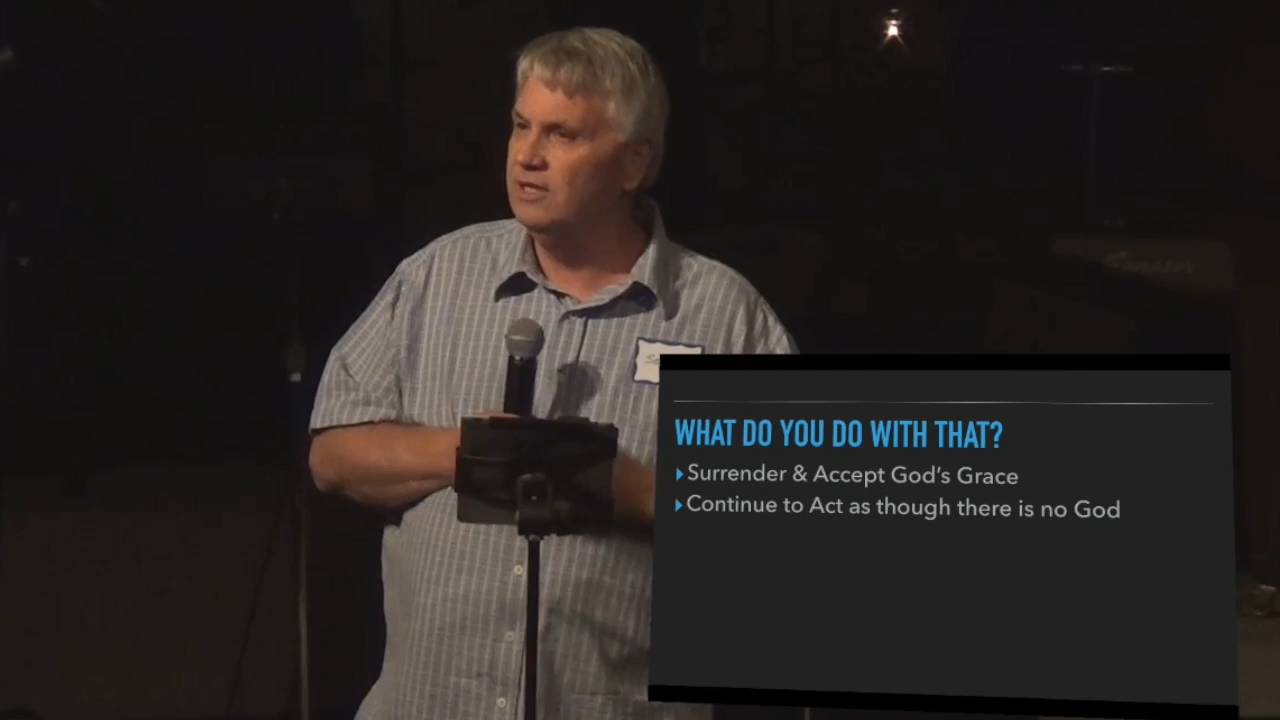 WHAT DO YOU DO WITH THAT?
Surrender & Accept God's Grace
Continue to Act as though there is no God